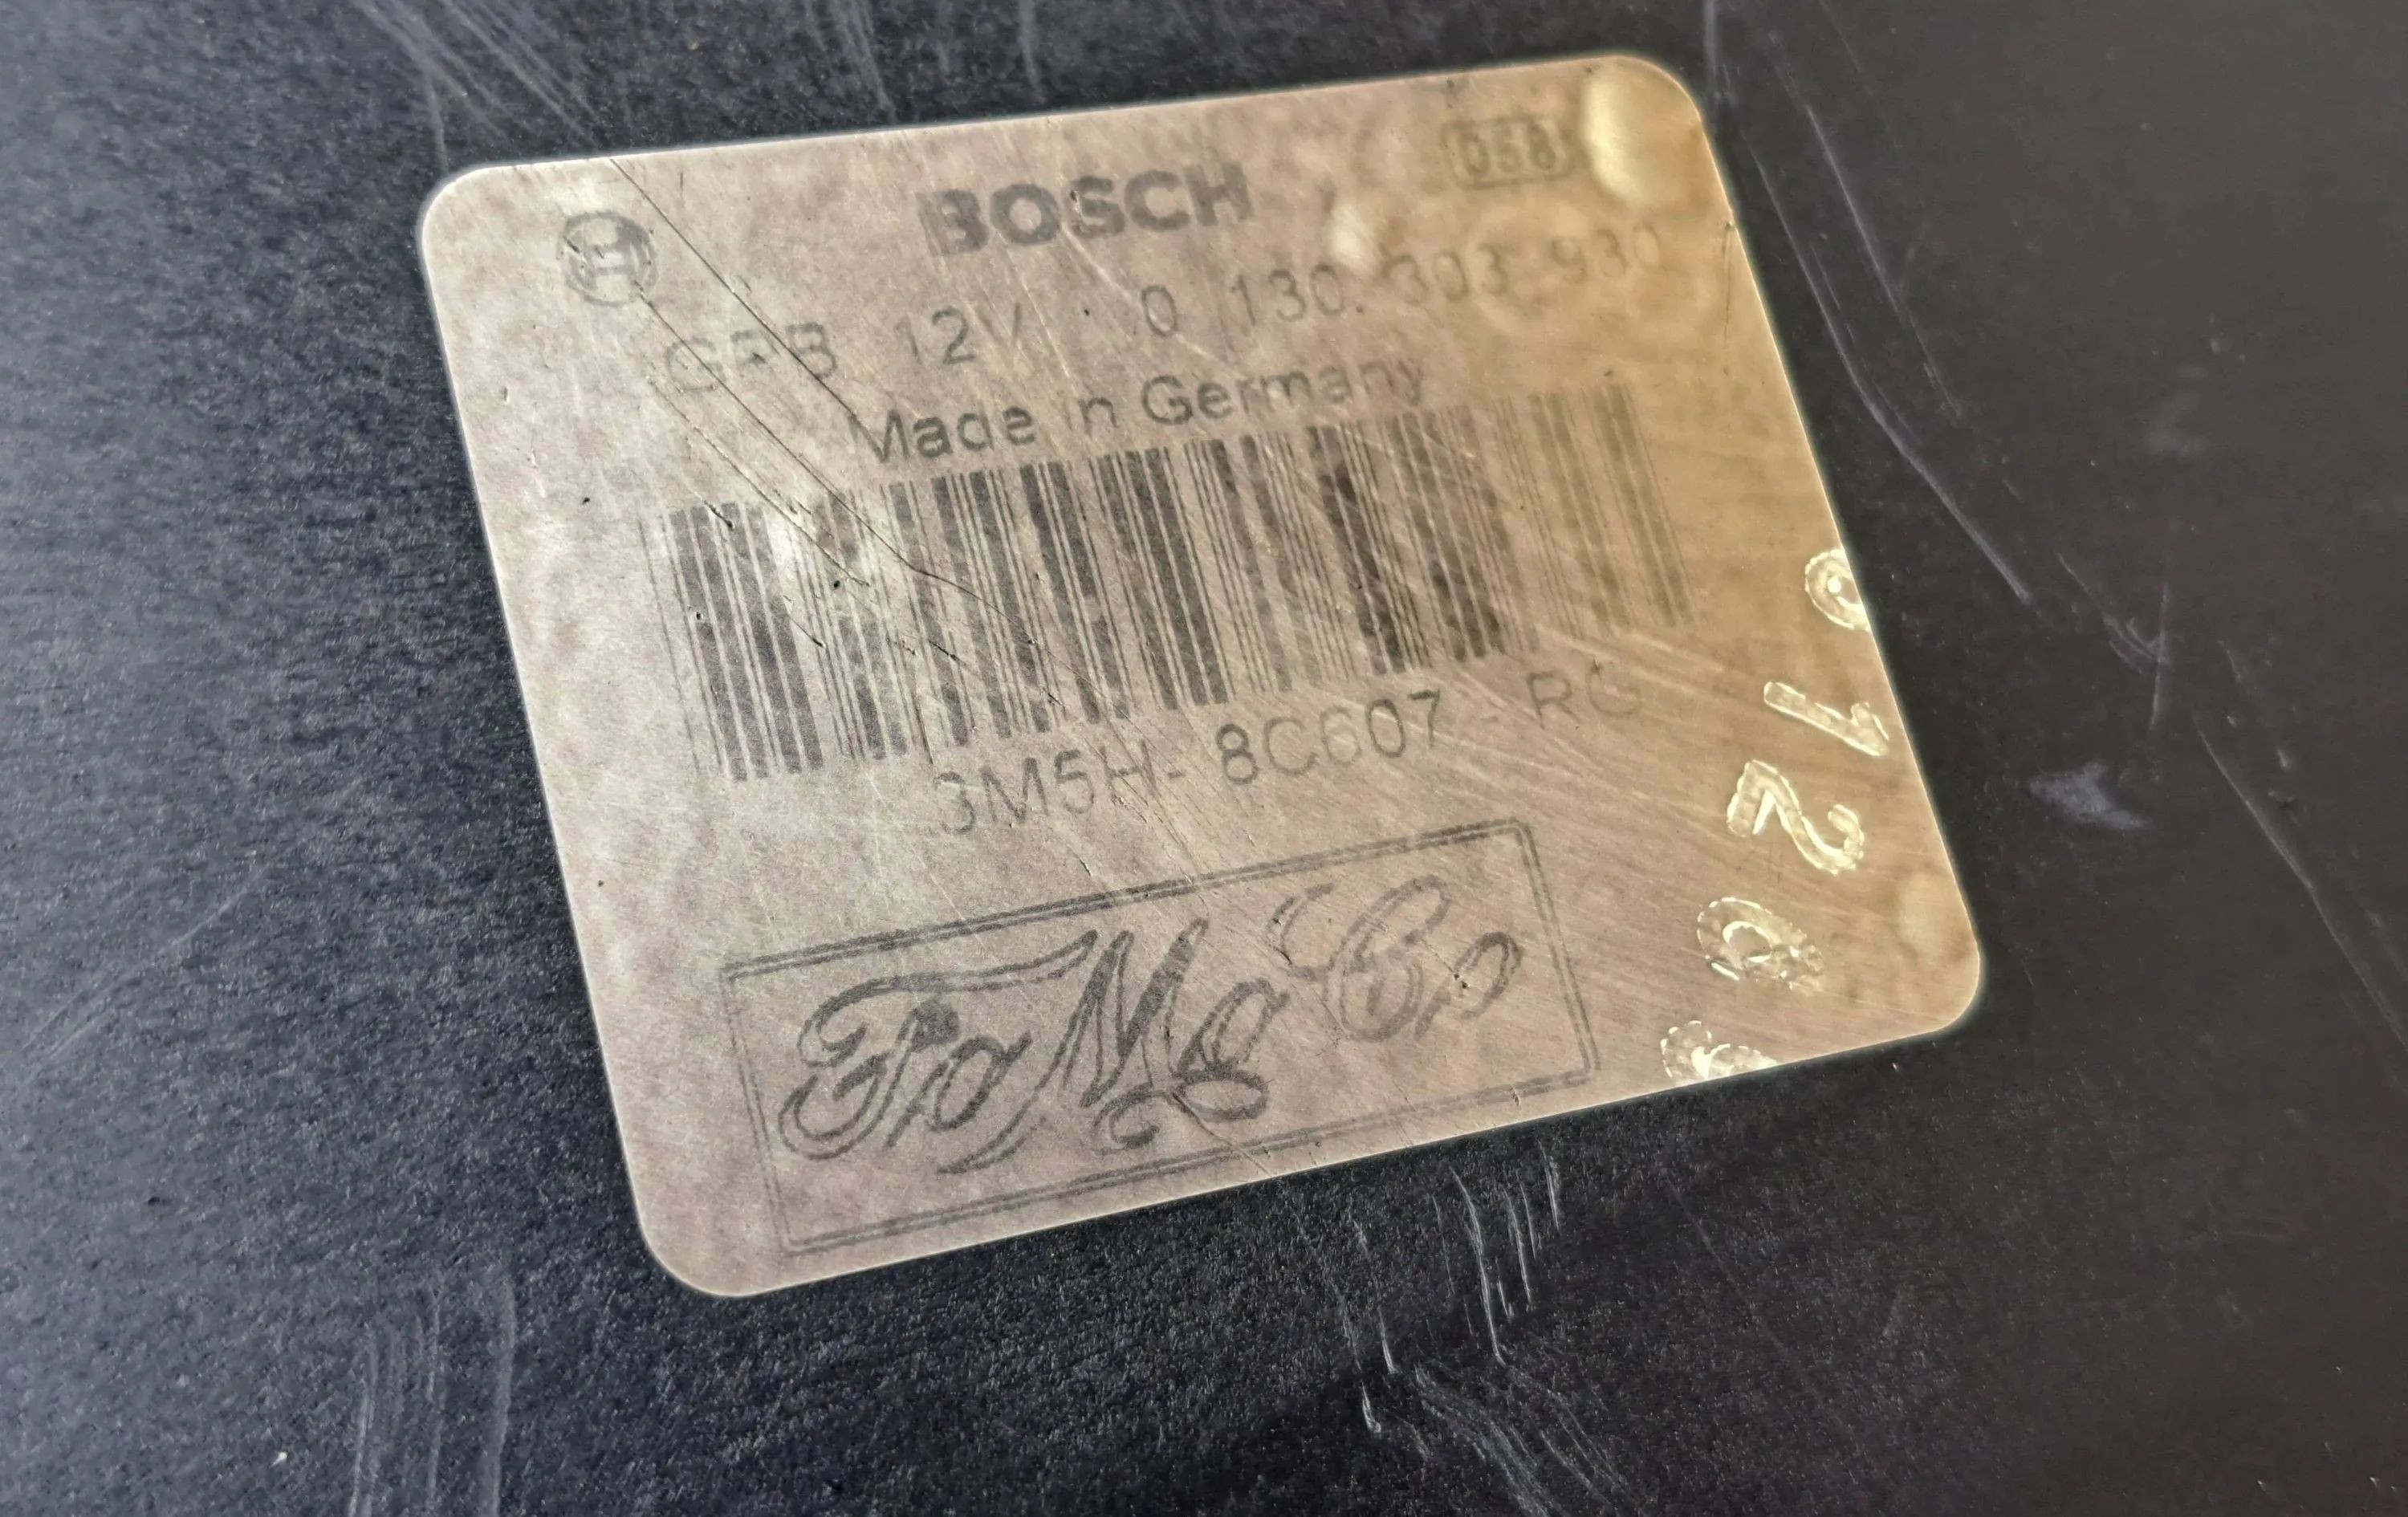 BOSCH
058
GPB 12V 0 130 303 930
Made in Germany
3M5H-8C607-RG
FoMoCo